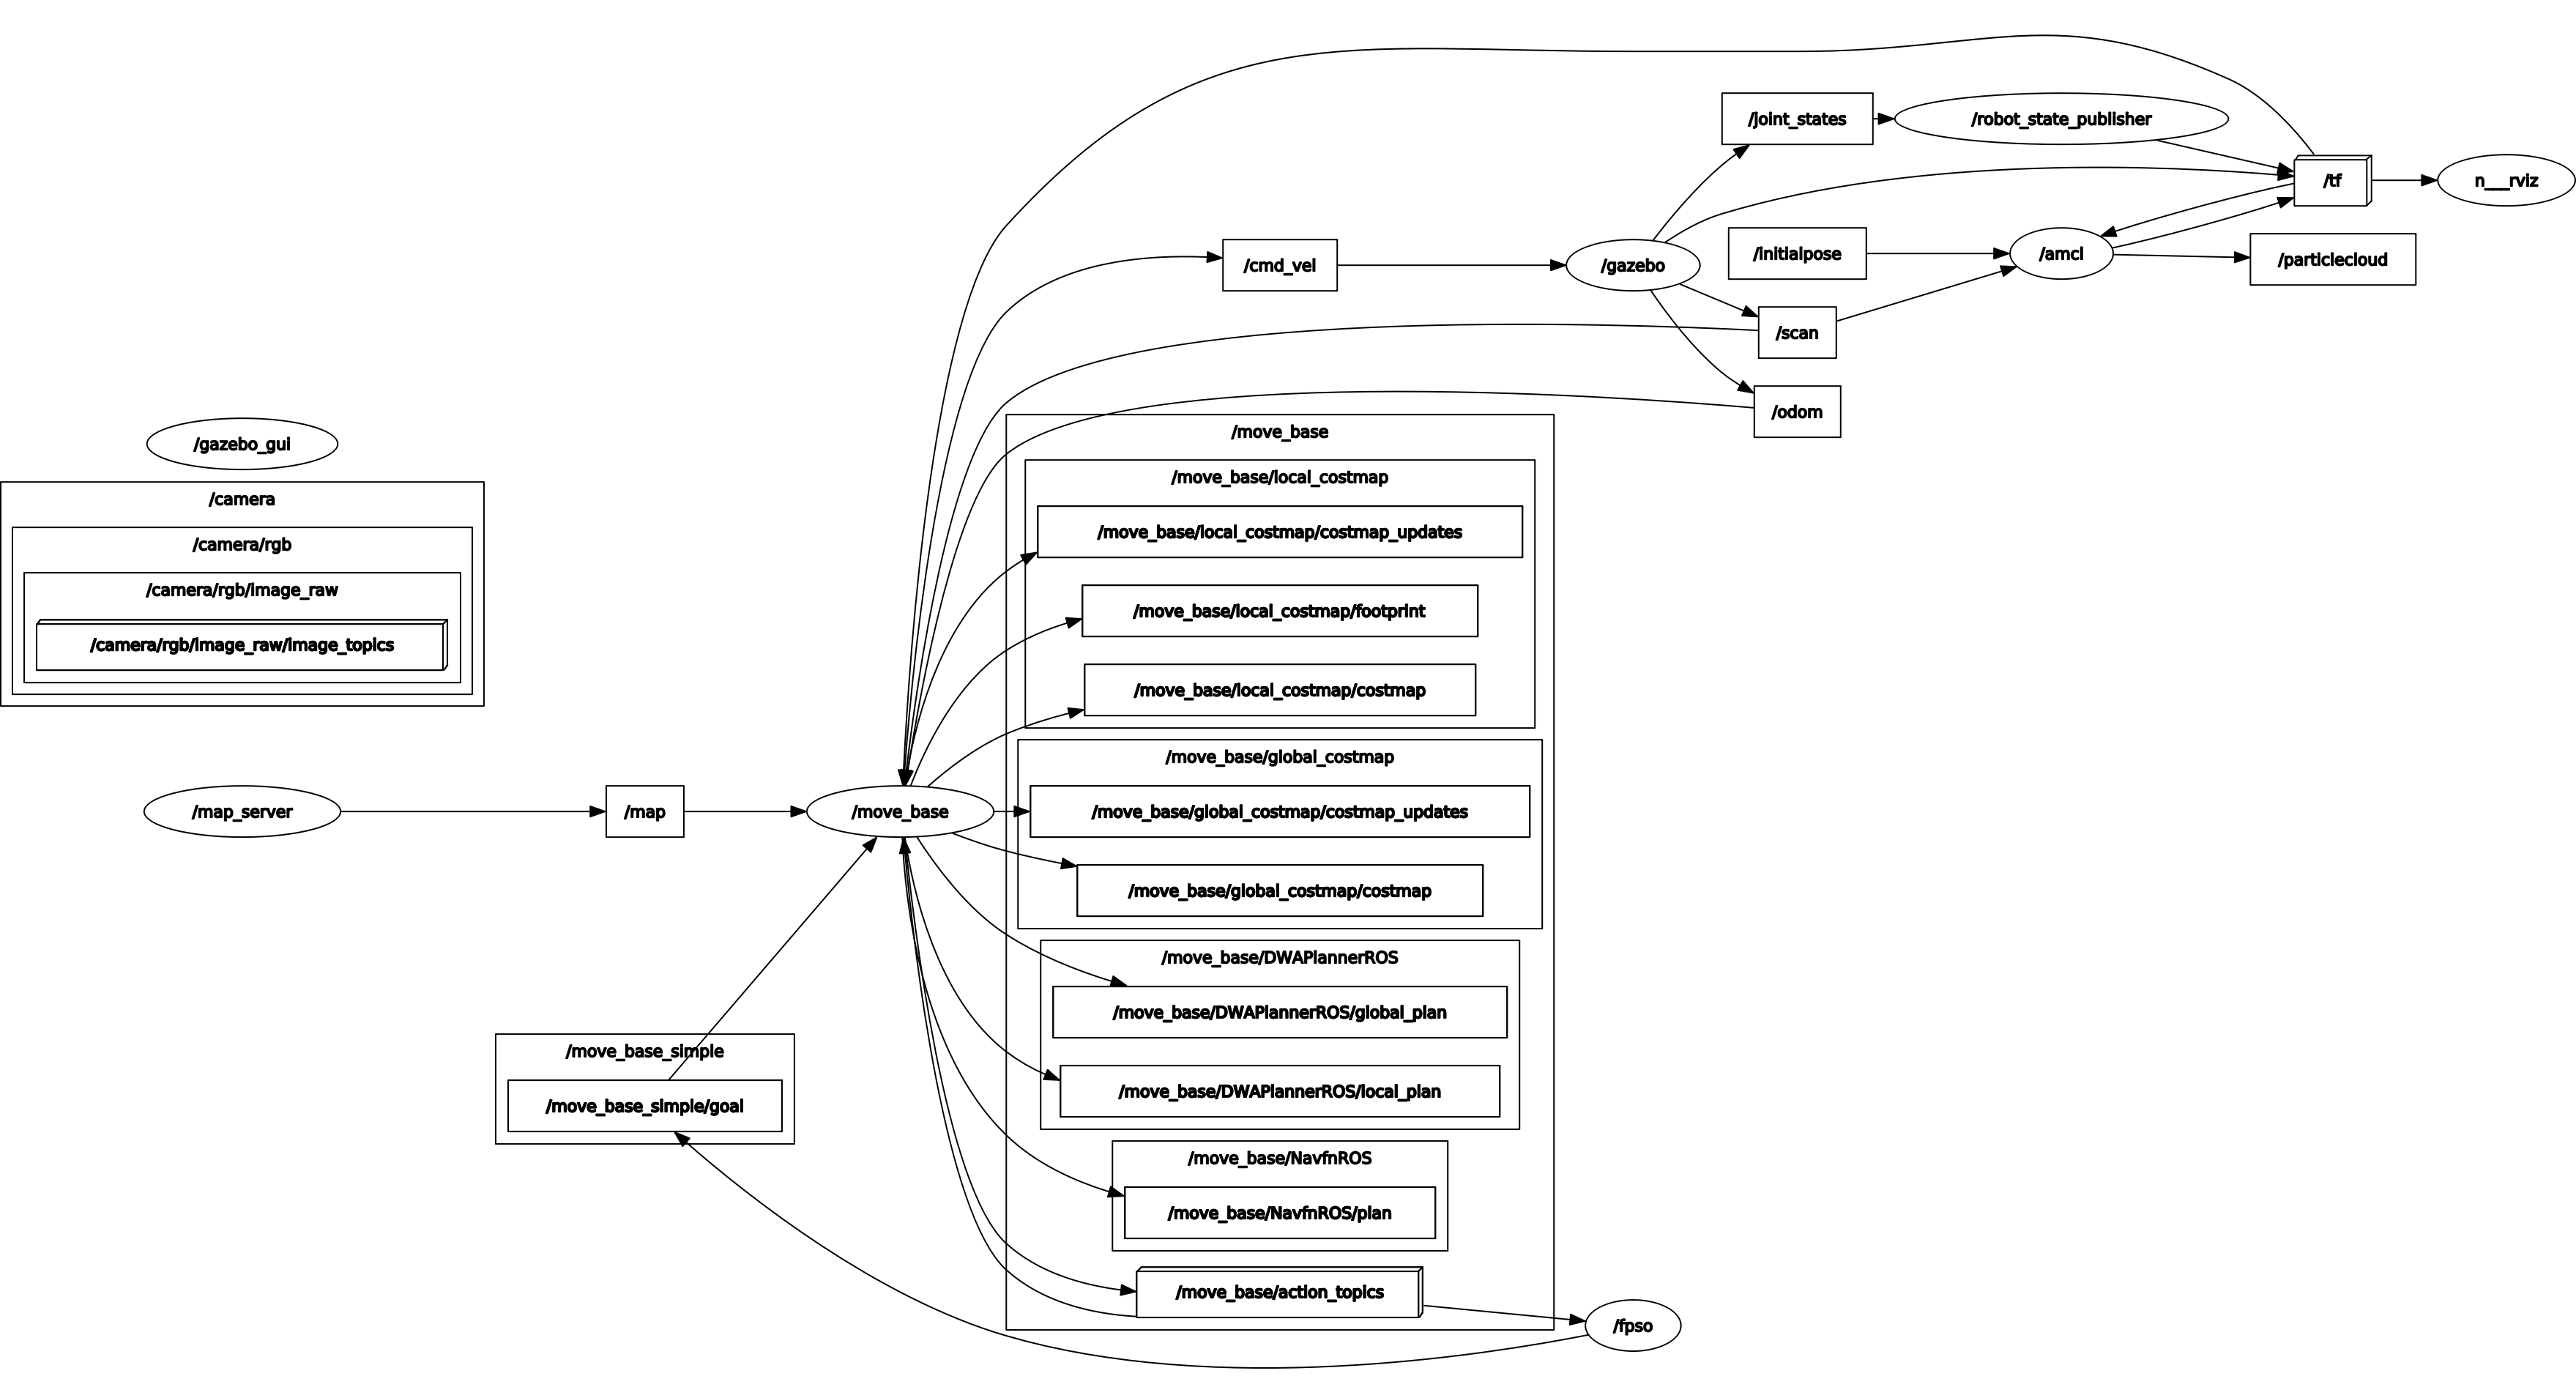 /joint_states
/robot_state_publisher
/tf
n___rviz
/cmd_vel
/gazebo
/initialpose
/amcl
/particlecloud
/scan
/odom
/gazebo_gui
/camera
/camera/rgb
/camera/rgb/image_raw
/camera/rgb/image_raw/image_topics
/move_base
/move_base/local_costmap
/move_base/local_costmap/costmap_updates
/move_base/local_costmap/footprint
/move_base/local_costmap/costmap
/map_server
/map
/move_base
/move_base/global_costmap
/move_base/global_costmap/costmap_updates
/move_base/global_costmap/costmap
/move_base/DWAPlannerROS
/move_base/DWAPlannerROS/global_plan
/move_base/DWAPlannerROS/local_plan
/move_base_simple
/move_base_simple/goal
/move_base/NavfnROS
/move_base/NavfnROS/plan
/move_base/action_topics
/fpso